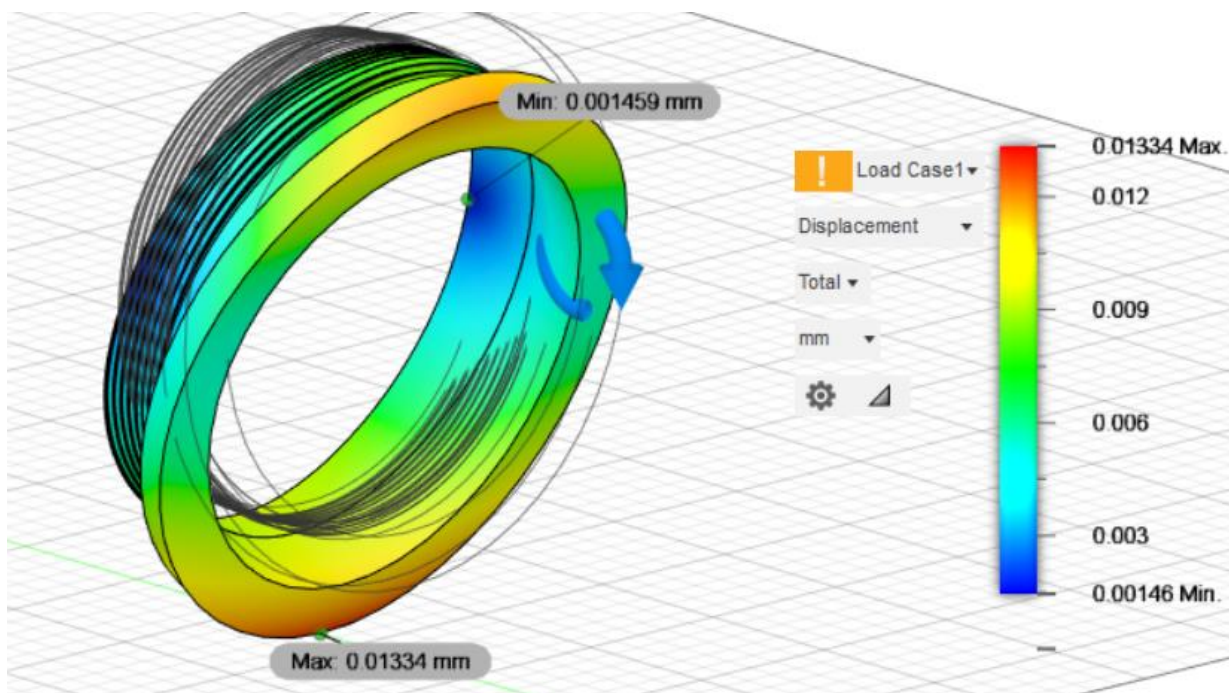 Min: 0.001459 mm
Max: 0.01334 mm
! Load Case1
Displacement
Total
mm
0.01334 Max.
0.012
0.009
0.006
0.003
0.00146 Min.